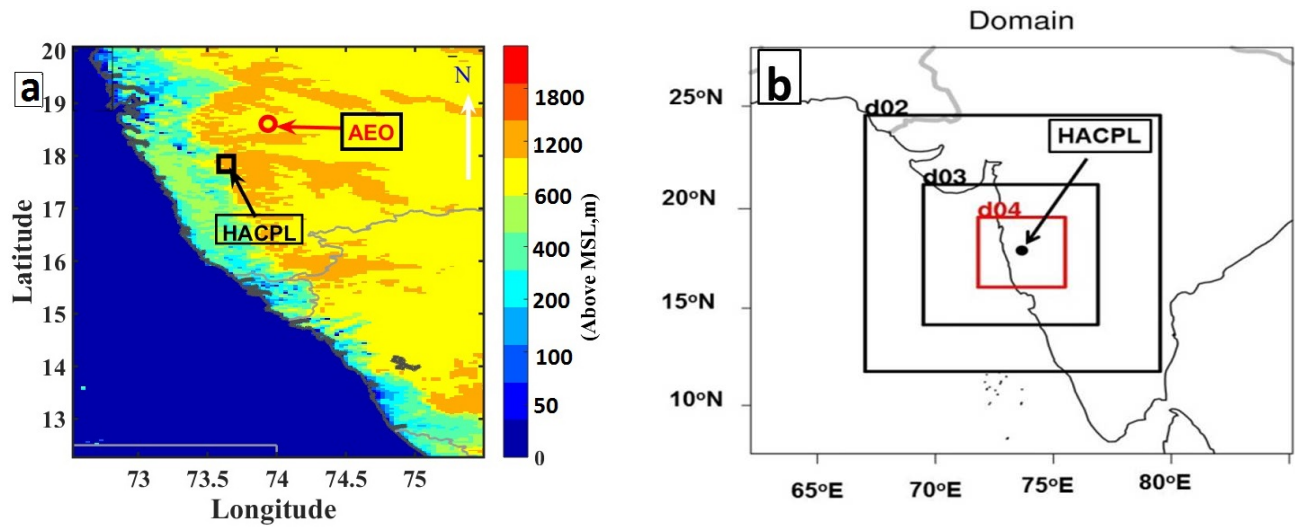 a
20
19
18
17
16
15
14
13
Latitude
73
73.5
74
74.5
75
Longitude
N
AEO
HACPL
1800
1200
600
400
200
100
50
0
(Above MSL,m)
Domain
b
25°N
20°N
15°N
10°N
65°E
70°E
75°E
80°E
d02
d03
d04
HACPL